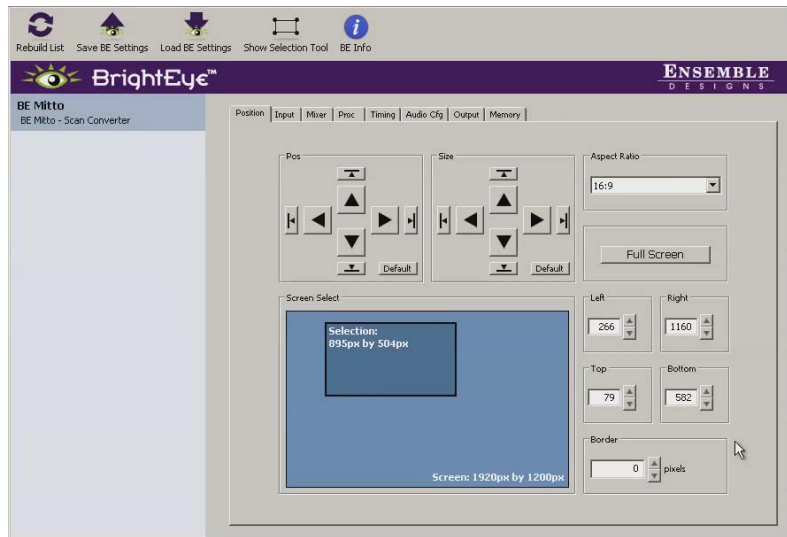 Rebuild List Save BE Settings Load BE Settings Show Selection Tool BE Info
BrightEye™
ENSEMBLE
DESIGNS
BE Mitto
BE Mitto - Scan Converter
Position Input Mixer Proc Timing Audio Cfg Output Memory
Pos Size Aspect Ratio
16:9
Full Screen
Default Default
Screen Select Left Right
Selection:
895px by 504px
266 1160
Top Bottom
79 582
Border
Screen: 1920px by 1200px
0 pixels